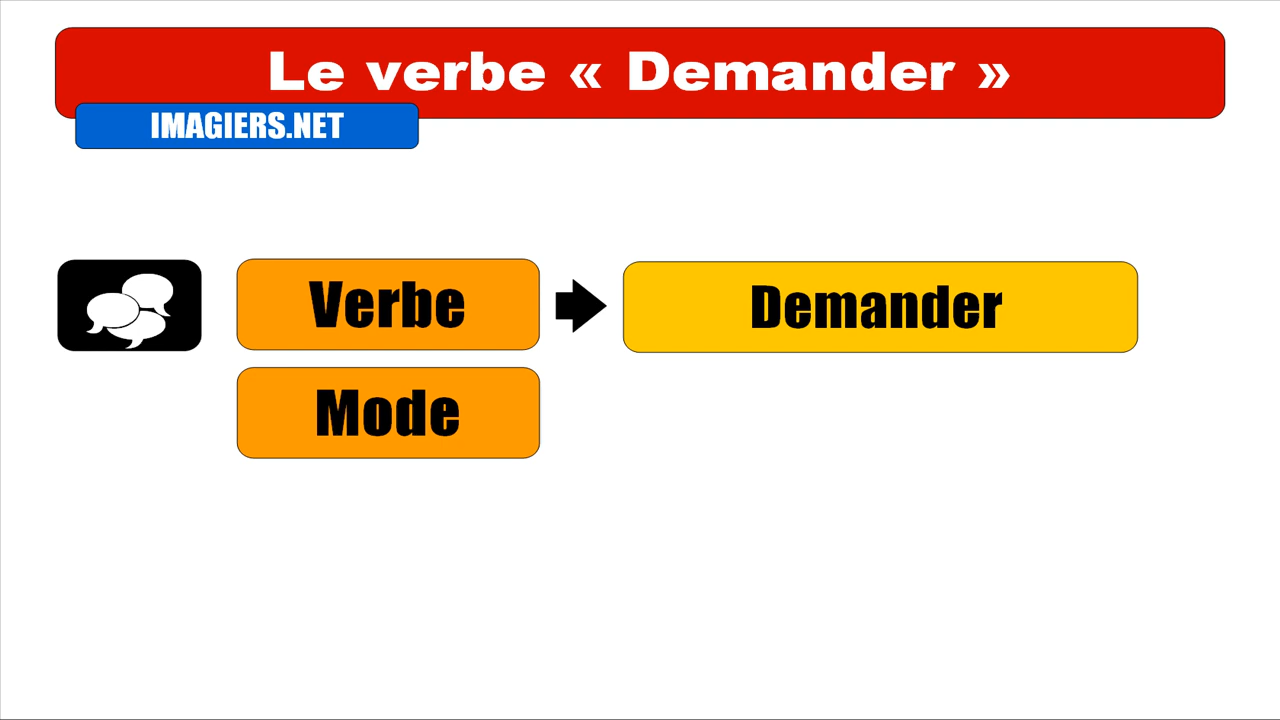 Le verbe « Demander »
IMAGIERS.NET
Verbe
Demander
Mode